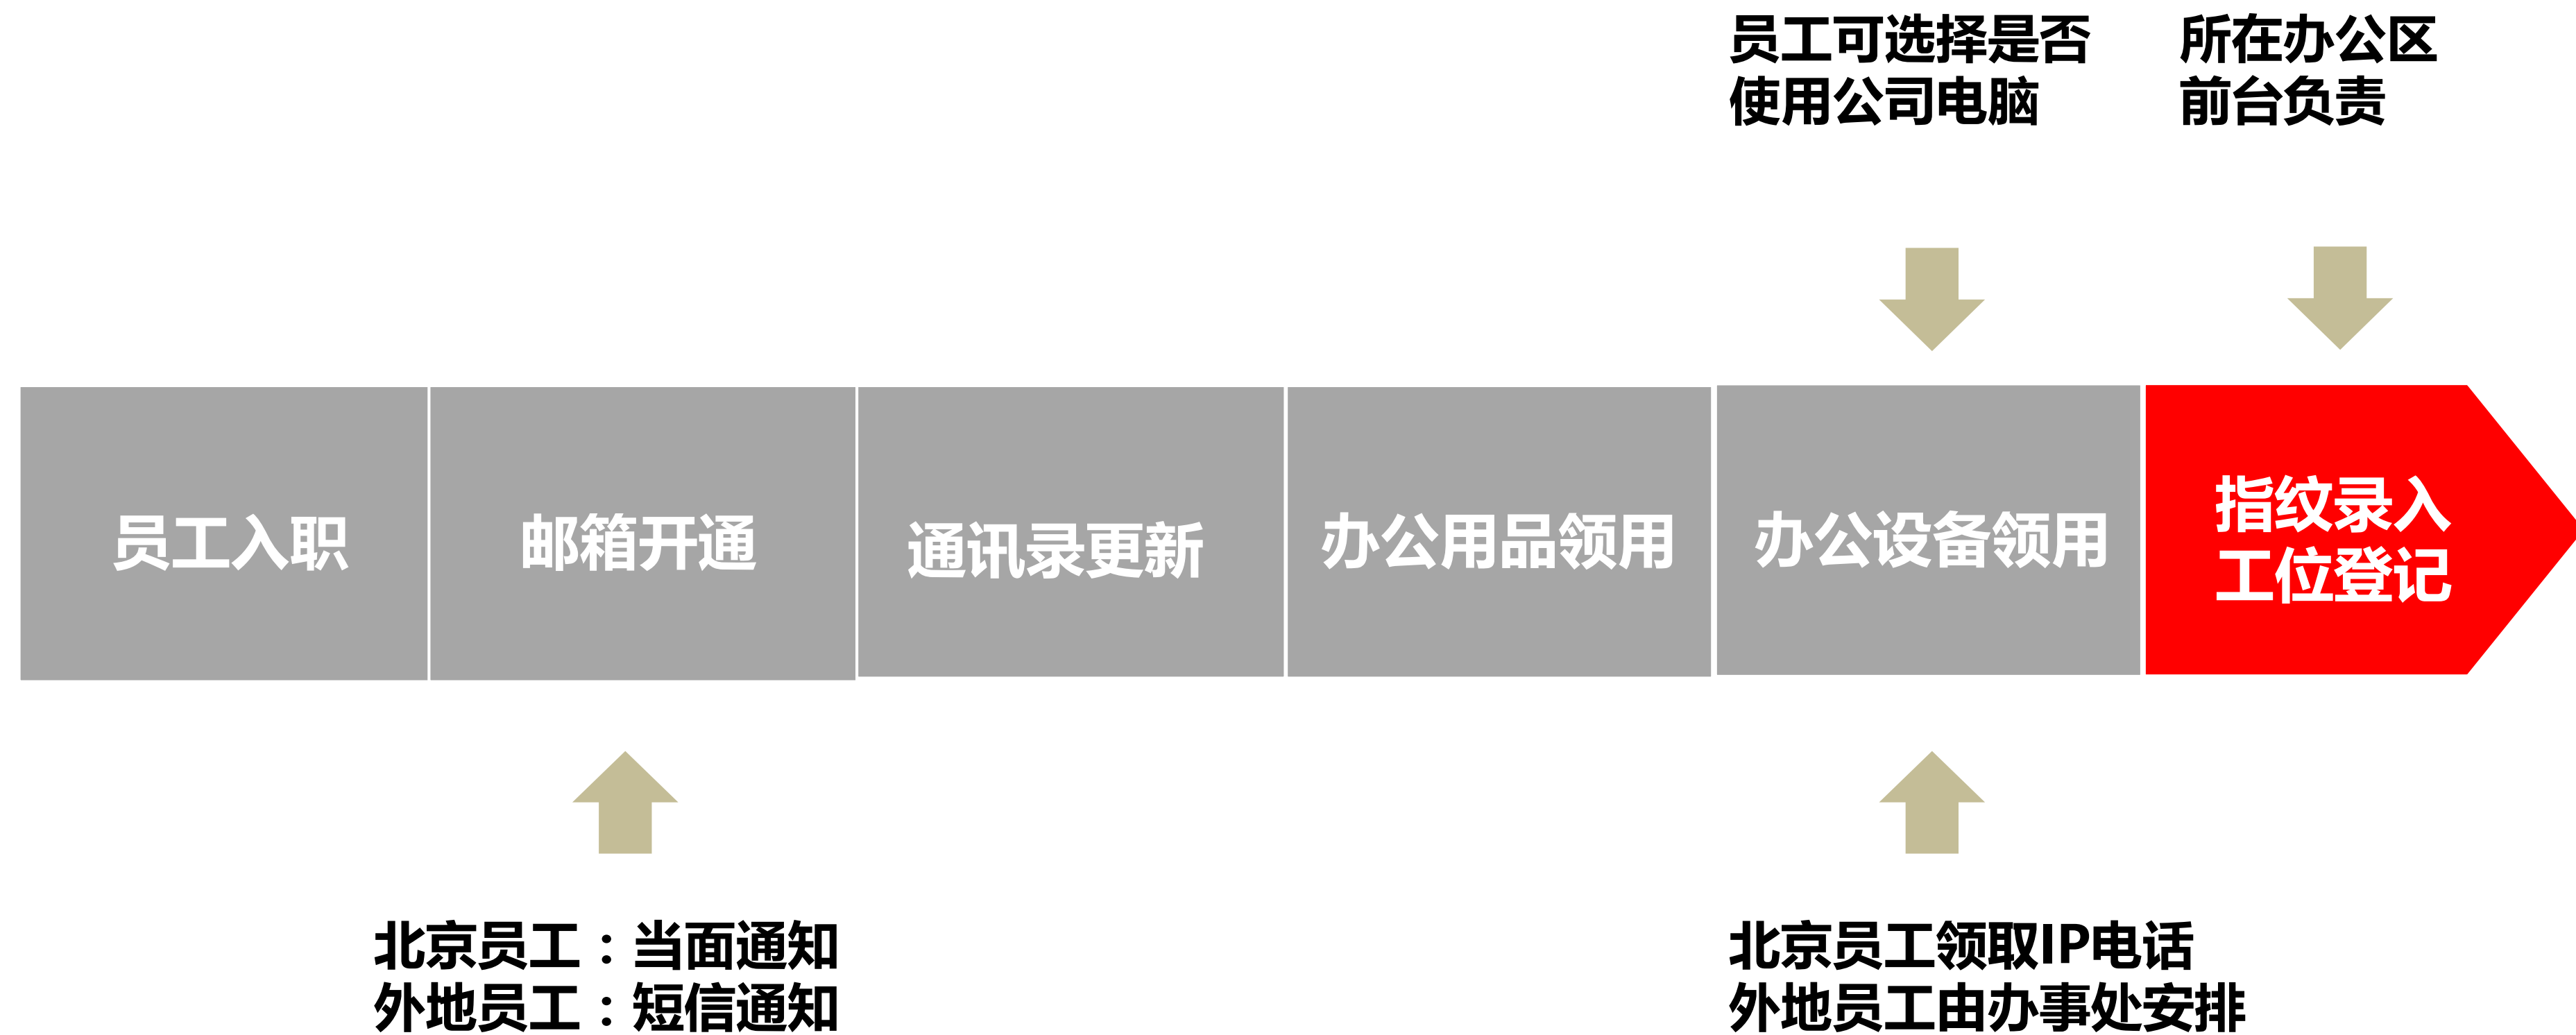 员工可选择是否
使用公司电脑
所在办公区
前台负责
员工入职
邮箱开通
通讯录更新
办公用品领用
办公设备领用
指纹录入
工位登记
北京员工：当面通知
外地员工：短信通知
北京员工领取IP电话
外地员工由办事处安排